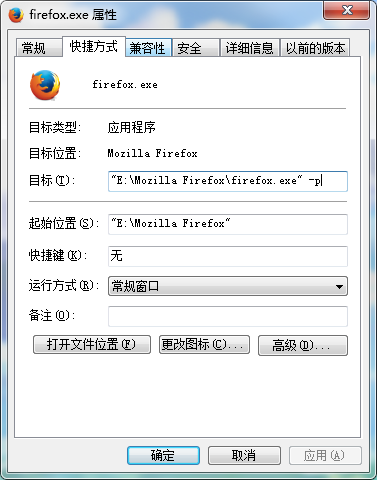 firefox.exe 属性
常规 快捷方式 兼容性 安全 详细信息 以前的版本
firefox.exe
目标类型: 应用程序
目标位置: Mozilla Firefox
目标(T): "E:\Mozilla Firefox\firefox.exe" -p
起始位置(S): "E:\Mozilla Firefox"
快捷键(K): 无
运行方式(R): 常规窗口
备注(O):
打开文件位置(F) 更改图标(C)... 高级(D)...
确定 取消 应用(A)